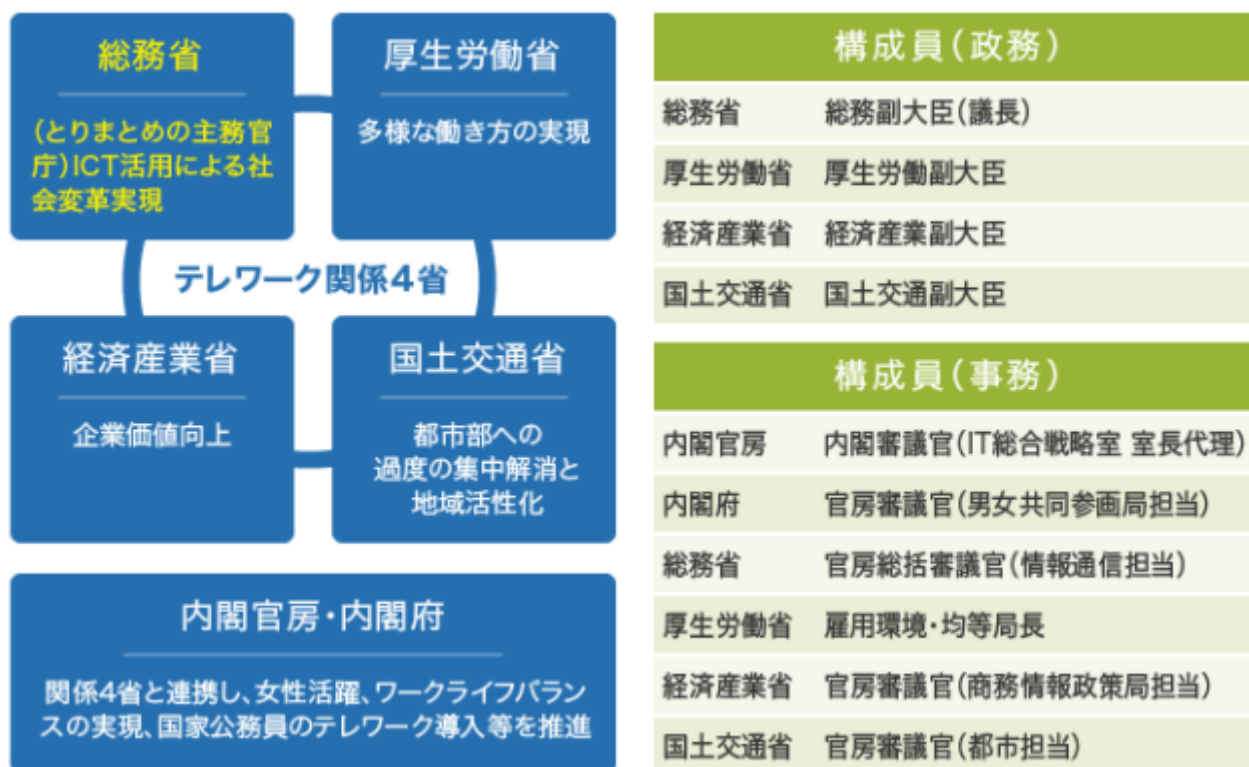 総務省
(とりまとめの主務官
庁)ICT活用による社
会変革実現
厚生労働省
多様な働き方の実現
テレワーク関係4省
経済産業省
企業価値向上
国土交通省
都市部への
過度の集中解消と
地域活性化
内閣官房・内閣府
関係4省と連携し、女性活躍、ワークライフバラン
スの実現、国家公務員のテレワーク導入等を推進
構成員(政務)
総務省 総務副大臣(議長)
厚生労働省 厚生労働副大臣
経済産業省 経済産業副大臣
国土交通省 国土交通副大臣
構成員(事務)
内閣官房 内閣審議官(IT総合戦略室 室長代理)
内閣府 官房審議官(男女共同参画局担当)
総務省 官房総括審議官(情報通信担当)
厚生労働省 雇用環境・均等局長
経済産業省 官房審議官(商務情報政策局担当)
国土交通省 官房審議官(都市担当)